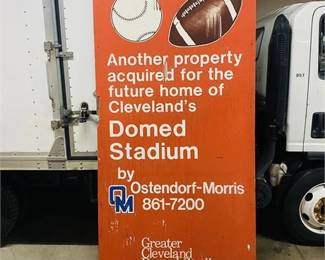 Another property
acquired for the
future home of
Cleveland's
Domed
Stadium
by
OM Ostendorf-Morris
861-7200
Greater
Cleveland